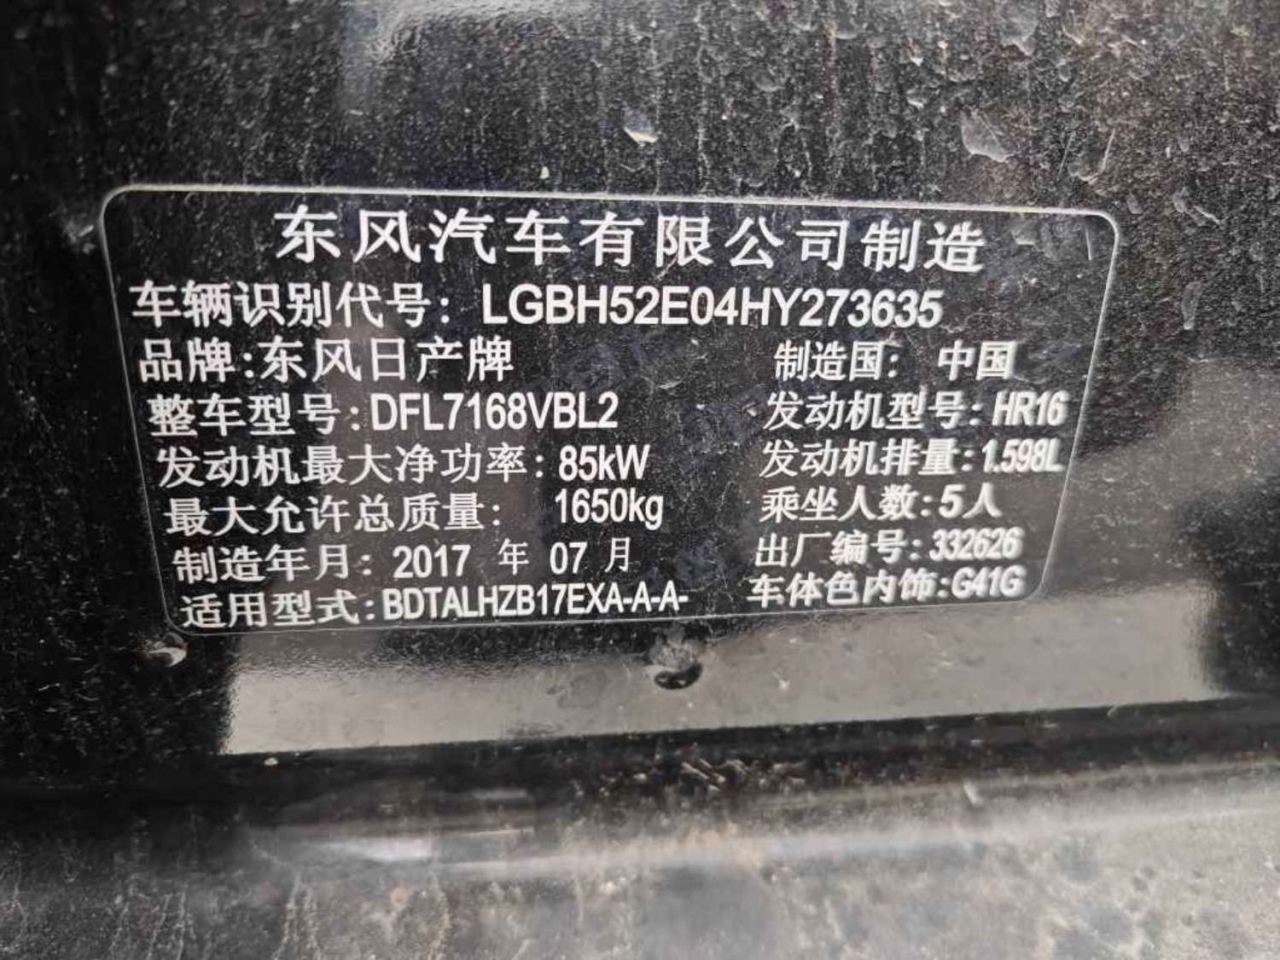 东风汽车有限公司制造
车辆识别代号: LGBH52E04HY273635
品牌:东风日产牌 制造国: 中国
整车型号:DFL7168VBL2 发动机型号:HR16
发动机最大净功率:85kW 发动机排量:1.598L
最大允许总质量: 1650kg 乘坐人数:5人
制造年月: 2017 年 07 月 出厂编号:332626
适用型式:BDTALHZB17EXA-A-A- 车体色内饰:G41G